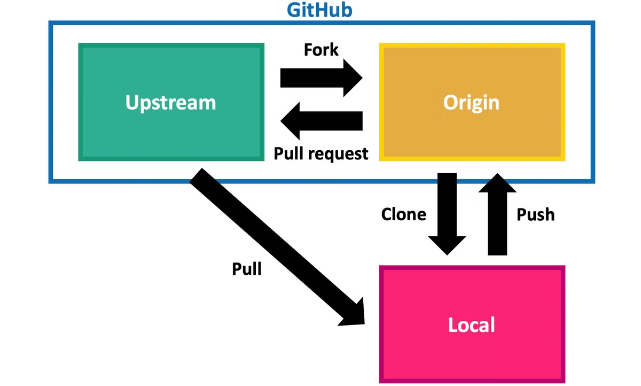 GitHub
Fork
Upstream
Origin
Pull request
Clone
Push
Pull
Local